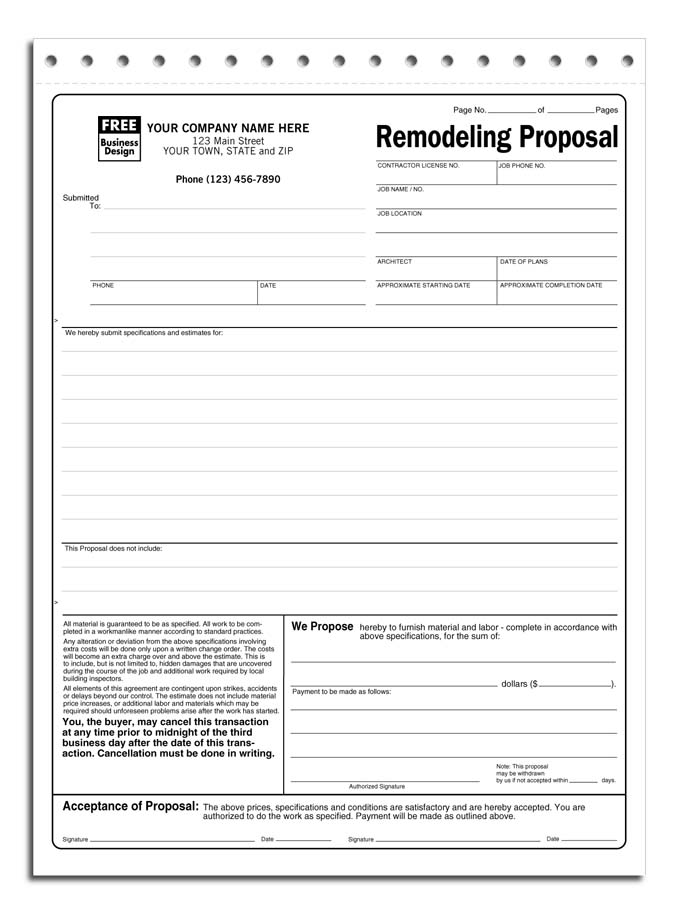 Page No. of Pages
FREE
Business
Design
YOUR COMPANY NAME HERE
123 Main Street
YOUR TOWN, STATE and ZIP
Phone (123) 456-7890
Remodeling Proposal
CONTRACTOR LICENSE NO. JOB PHONE NO.
JOB NAME / NO.
Submitted
To:
JOB LOCATION
ARCHITECT DATE OF PLANS
PHONE DATE
APPROXIMATE STARTING DATE APPROXIMATE COMPLETION DATE
>
We hereby submit specifications and estimates for:
This Proposal does not include:
>
All material is guaranteed to be as specified. All work to be com-
pleted in a workmanlike manner according to standard practices.
Any alteration or deviation from the above specifications involving
extra costs will be done only upon a written change order. The costs
will become an extra charge over and above the estimate. This is
to include, but is not limited to, hidden damages that are uncovered
during the course of the job and additional work required by local
building inspectors.
All elements of this agreement are contingent upon strikes, accidents
or delays beyond our control. The estimate does not include material
price increases, or additional labor and materials which may be
required should unforeseen problems arise after the work has started.
You, the buyer, may cancel this transaction
at any time prior to midnight of the third
business day after the date of this trans-
action. Cancellation must be done in writing.
We Propose hereby to furnish material and labor - complete in accordance with
above specifications, for the sum of:
dollars ($ ).
Payment to be made as follows:
Authorized Signature
Note: This proposal
may be withdrawn
by us if not accepted within days.
Acceptance of Proposal: The above prices, specifications and conditions are satisfactory and are hereby accepted. You are
authorized to do the work as specified. Payment will be made as outlined above.
Signature Date Signature Date